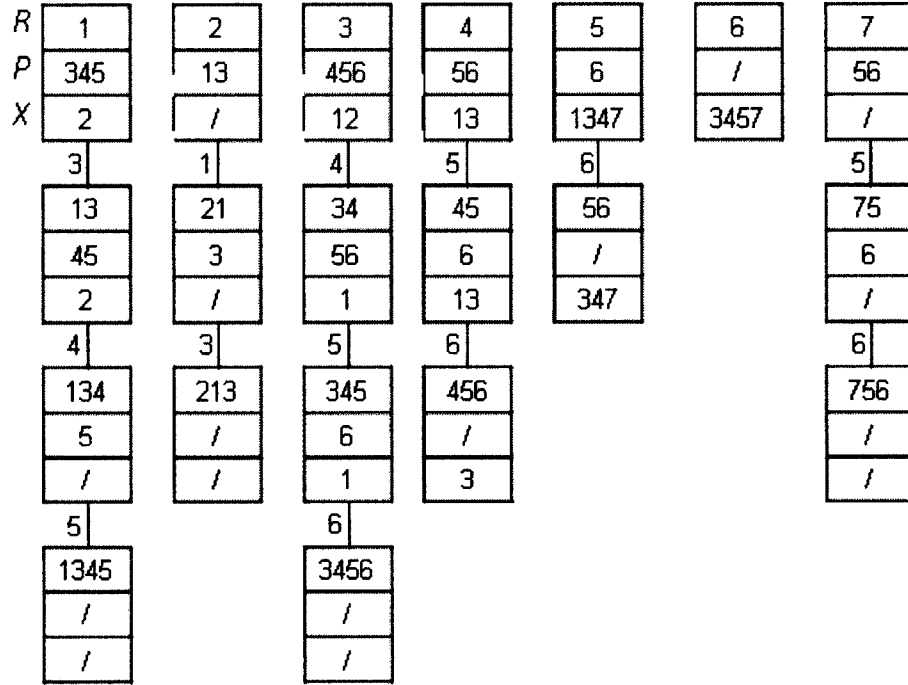 R 1 2 3 4 5 6 7
P 345 13 456 56 6 / 56
X 2 / 12 13 1347 3457 /
3 1 4 5 6 5
13 21 34 45 56 75
45 3 56 6 / 6
2 / 1 13 347 /
4 3 5 6 6
134 213 345 456 756
5 / 6 / /
/ / 1 3 /
5 6
1345 3456
/ /
/ /